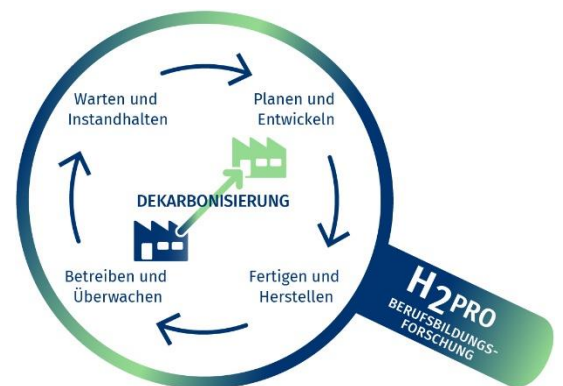 Warten und
Instandhalten
Planen und
Entwickeln
DEKARBONISIERUNG
Betreiben und
Überwachen
Fertigen und
Herstellen
H2PRO
BERUFSBILDUNGS-
FORSCHUNG